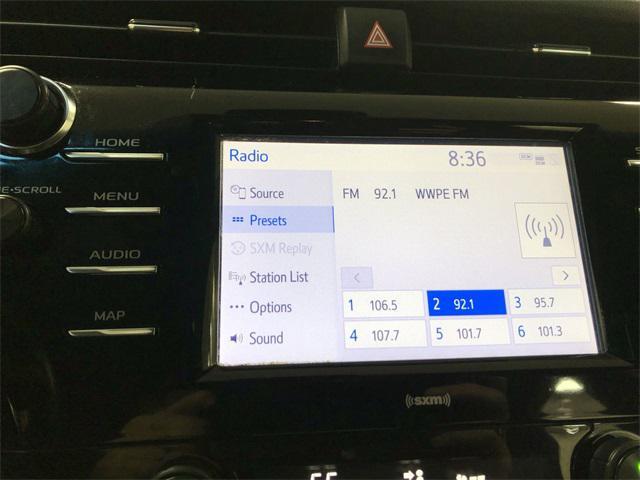 Radio
8:36
HOME
MENU
AUDIO
MAP
E•SCROLL
Source
Presets
SXM Replay
Station List
Options
Sound
FM 92.1 WWPE FM
1 106.5
2 92.1
3 95.7
4 107.7
5 101.7
6 101.3
((sxm))